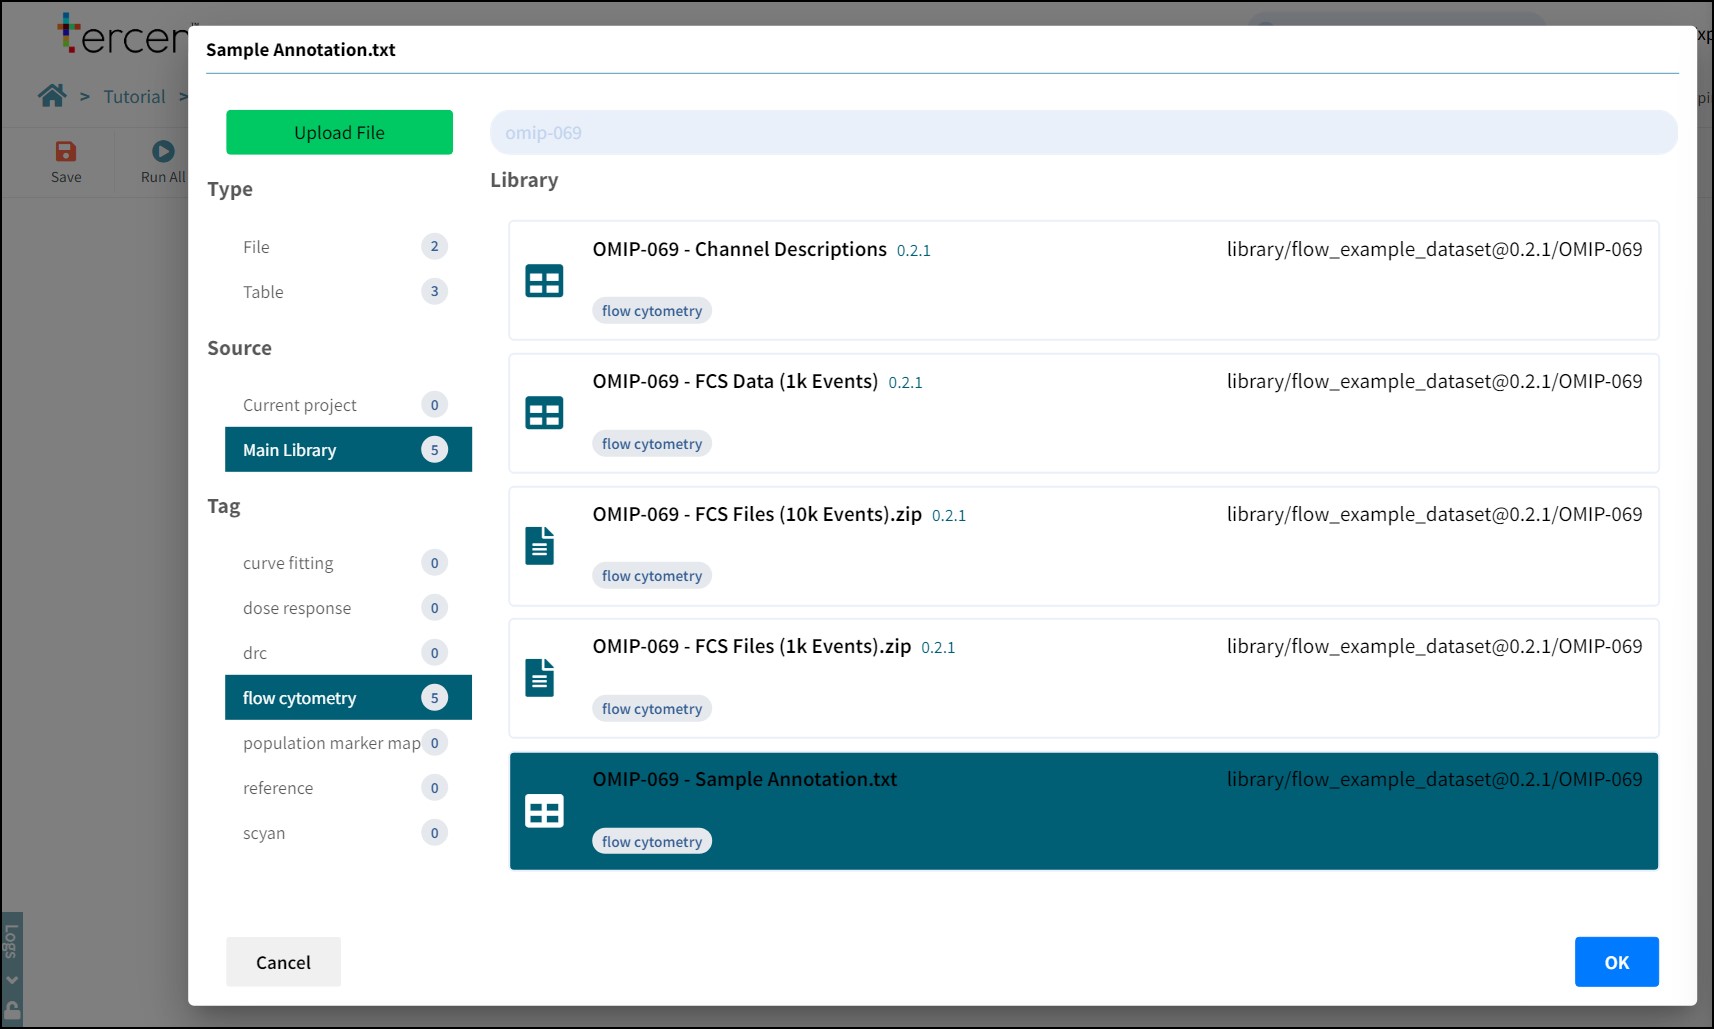 tercen
Sample Annotation.txt
> Tutorial >
Save
Run All
Upload File
omip-069
Type
File 2
Table 3
Source
Current project 0
Main Library 5
Tag
curve fitting 0
dose response 0
drc 0
flow cytometry 5
population marker map 0
reference 0
scyan 0
Library
OMIP-069 - Channel Descriptions 0.2.1 library/flow_example_dataset@0.2.1/OMIP-069
flow cytometry
OMIP-069 - FCS Data (1k Events) 0.2.1 library/flow_example_dataset@0.2.1/OMIP-069
flow cytometry
OMIP-069 - FCS Files (10k Events).zip 0.2.1 library/flow_example_dataset@0.2.1/OMIP-069
flow cytometry
OMIP-069 - FCS Files (1k Events).zip 0.2.1 library/flow_example_dataset@0.2.1/OMIP-069
flow cytometry
OMIP-069 - Sample Annotation.txt library/flow_example_dataset@0.2.1/OMIP-069
flow cytometry
Logs
Cancel
OK